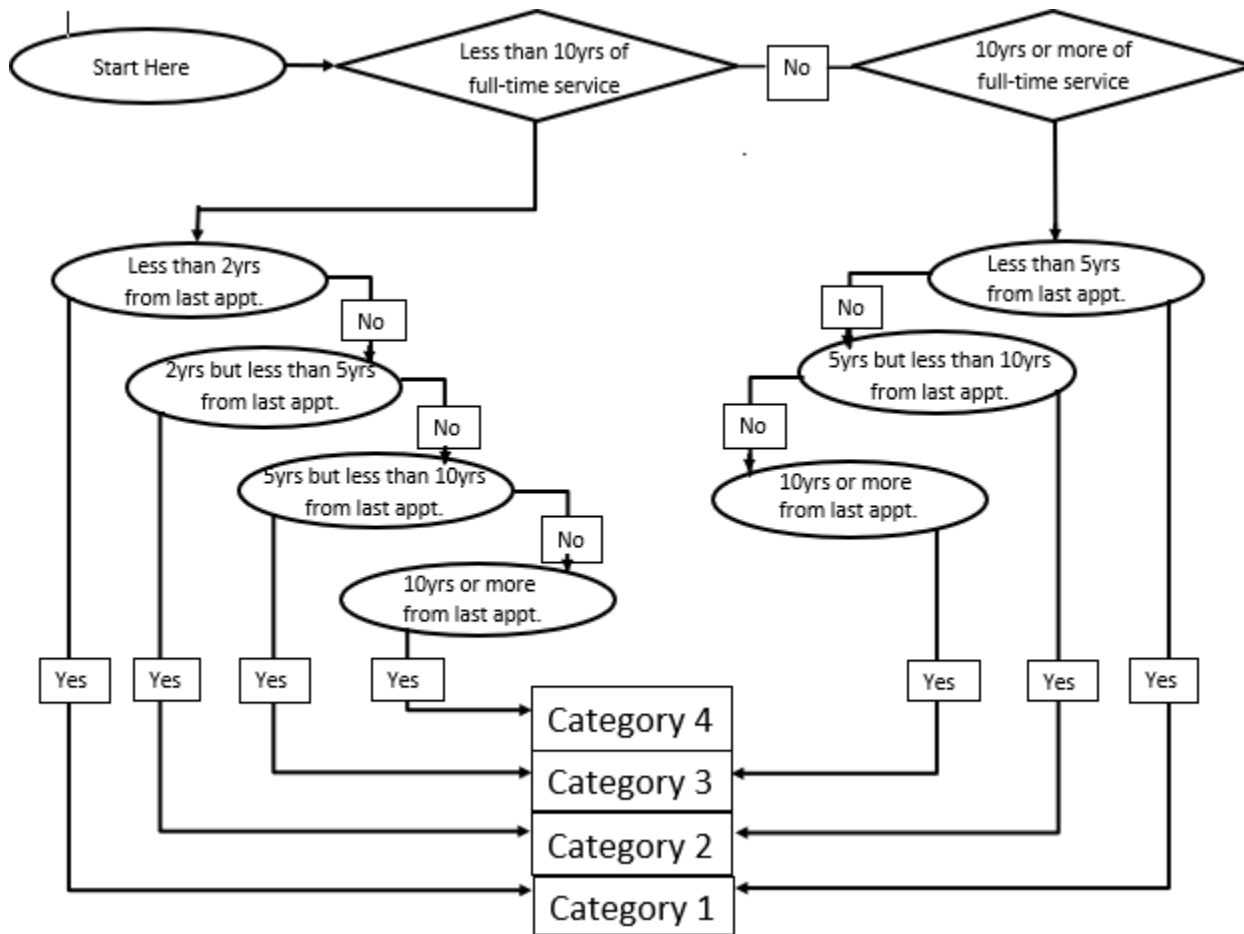 Start Here
Less than 10yrs of
full-time service
No
10yrs or more of
full-time service
Less than 2yrs
from last appt.
No
2yrs but less than 5yrs
from last appt.
No
5yrs but less than 10yrs
from last appt.
No
10yrs or more
from last appt.
Less than 5yrs
from last appt.
No
5yrs but less than 10yrs
from last appt.
No
10yrs or more
from last appt.
Yes
Yes
Yes
Yes
Yes
Yes
Yes
Category 4
Category 3
Category 2
Category 1